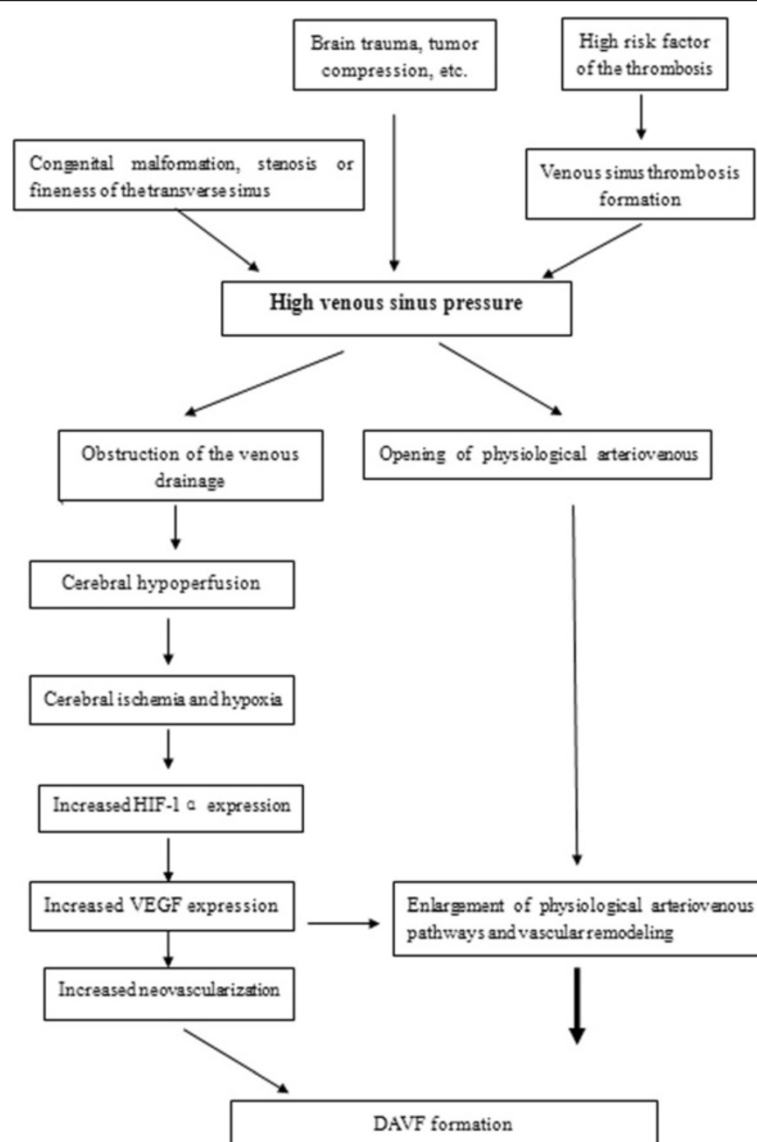 Brain trauma, tumor
compression, etc.
High risk factor
of the thrombosis
Congenital malformation, stenosis or
fineness of the transverse sinus
Venous sinus thrombosis
formation
High venous sinus pressure
Obstruction of the venous
drainage
Opening of physiological arteriovenous
Cerebral hypoperfusion
Cerebral ischemia and hypoxia
Increased HIF-1 α expression
Increased VEGF expression
Enlargement of physiological arteriovenous
pathways and vascular remodeling
Increased neovascularization
DAVF formation